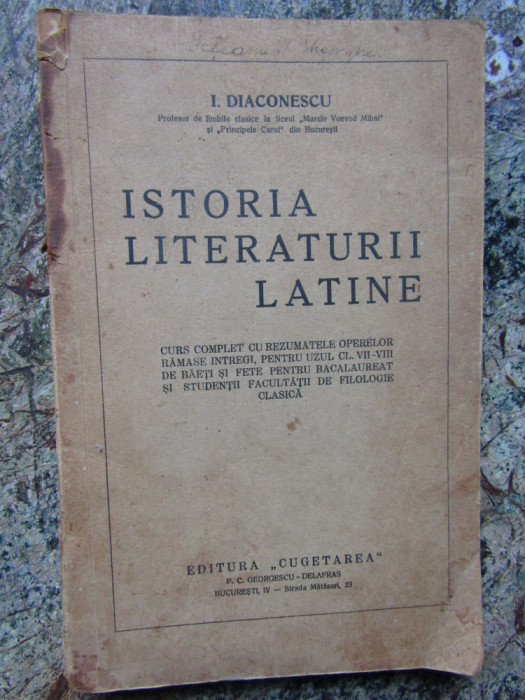 Gheorghe
I. DIACONESCU
Profesor de limbile clasice la liceul „Marele Voevod Mihai"
și „Principele Carol" din București
ISTORIA
LITERATURII
LATINE
CURS COMPLET CU REZUMATELE OPERELOR
RĂMASE INTREGI, PENTRU UZUL CL. VII-VIII
DE BĂEȚI ȘI FETE PENTRU BACALAUREAT
ȘI STUDENȚII FACULTĂȚII DE FILOLOGIE
CLASICĂ
EDITURA „CUGETAREA"
P. C. GEORGESCU-DELAFRAS
BUCUREȘTI, IV — Strada Mătăsari, 23